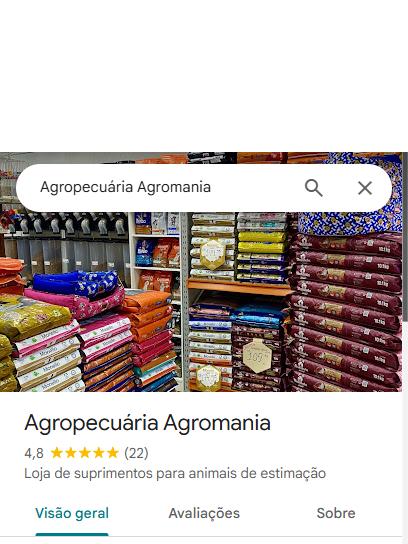 Agropecuária Agromania
Agropecuária Agromania
4,8 (22)
Loja de suprimentos para animais de estimação
Visão geral
Avaliações
Sobre